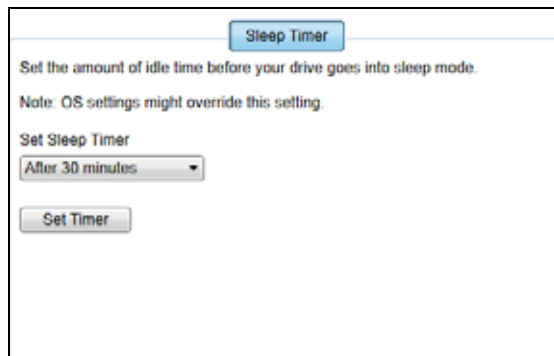 Sleep Timer
Set the amount of idle time before your drive goes into sleep mode.
Note: OS settings might override this setting.
Set Sleep Timer
After 30 minutes
Set Timer